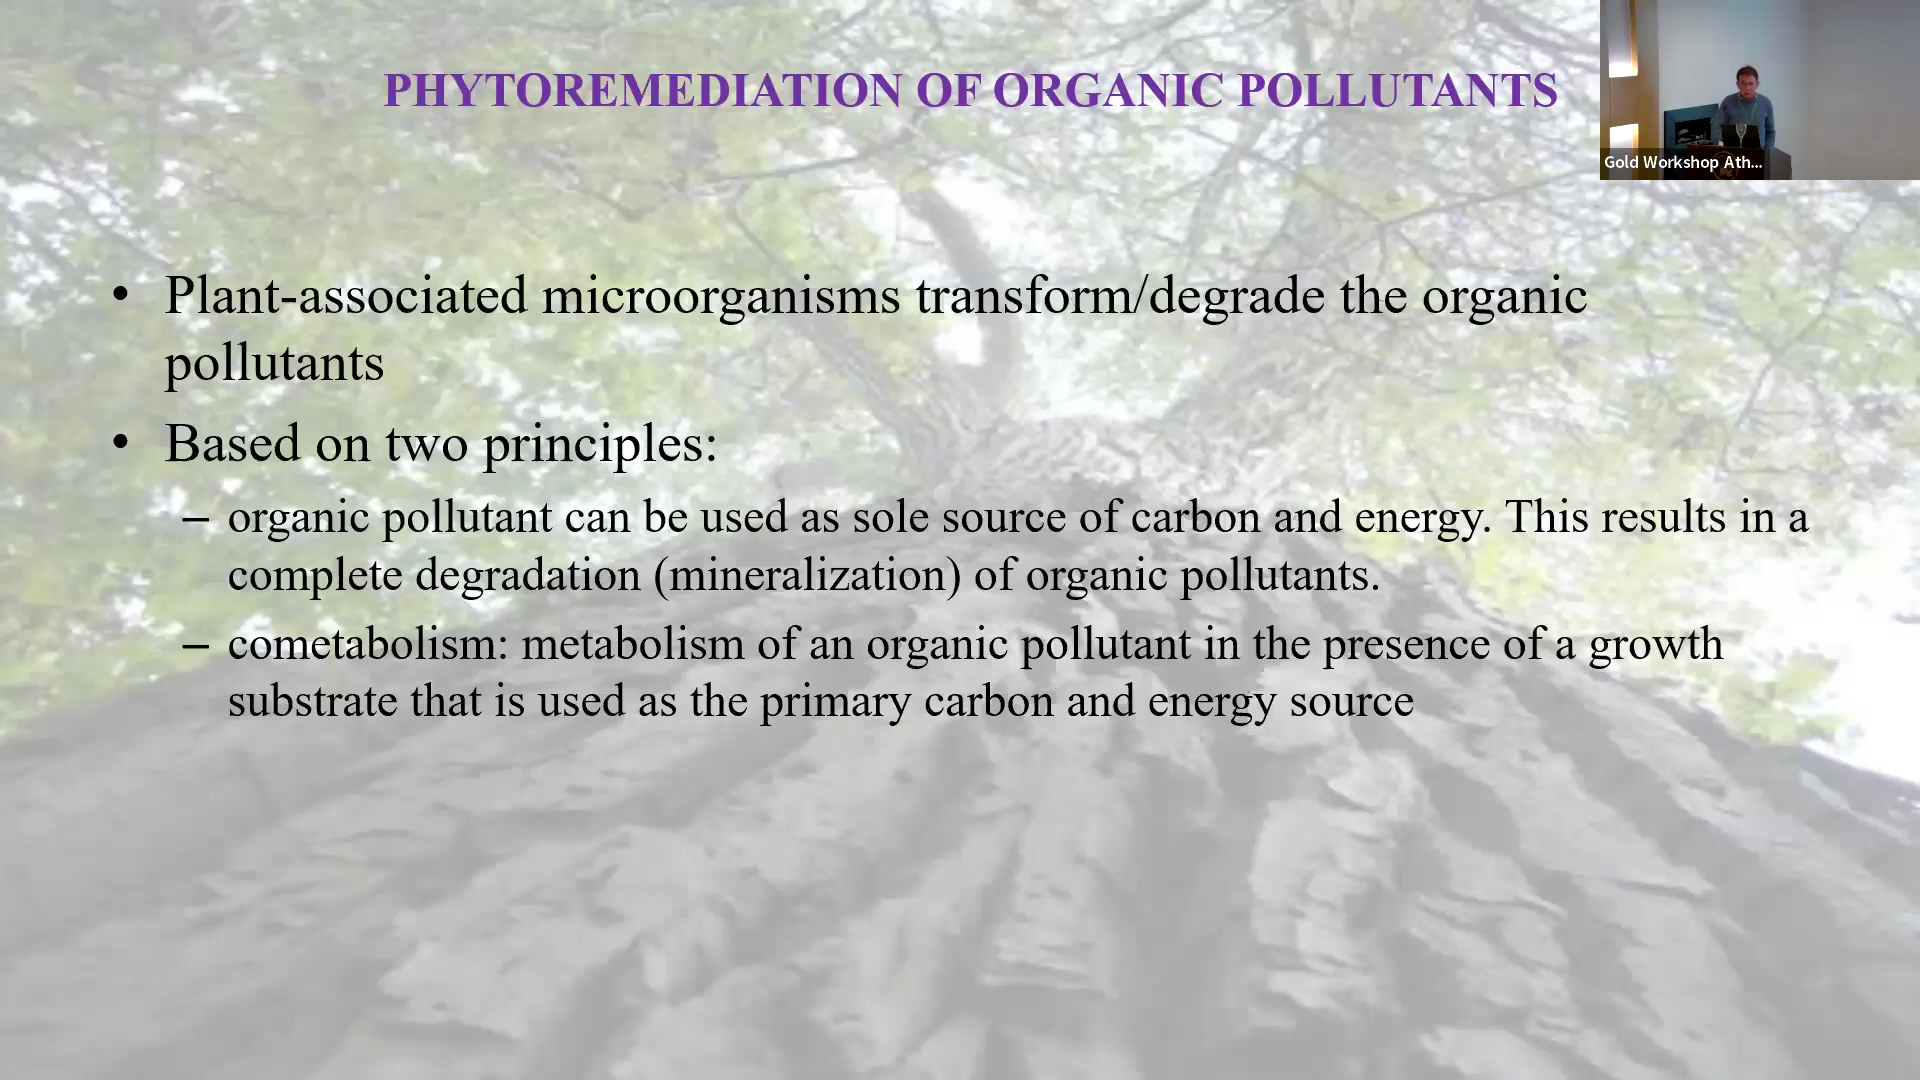 PHYTOREMEDIATION OF ORGANIC POLLUTANTS
Gold Workshop Ath...
• Plant-associated microorganisms transform/degrade the organic
pollutants
• Based on two principles:
– organic pollutant can be used as sole source of carbon and energy. This results in a
complete degradation (mineralization) of organic pollutants.
– cometabolism: metabolism of an organic pollutant in the presence of a growth
substrate that is used as the primary carbon and energy source